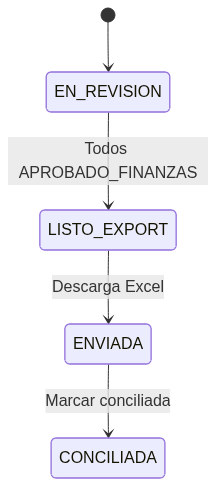 EN_REVISION
Todos
APROBADO_FINANZAS
LISTO_EXPORT
Descarga Excel
ENVIADA
Marcar conciliada
CONCILIADA